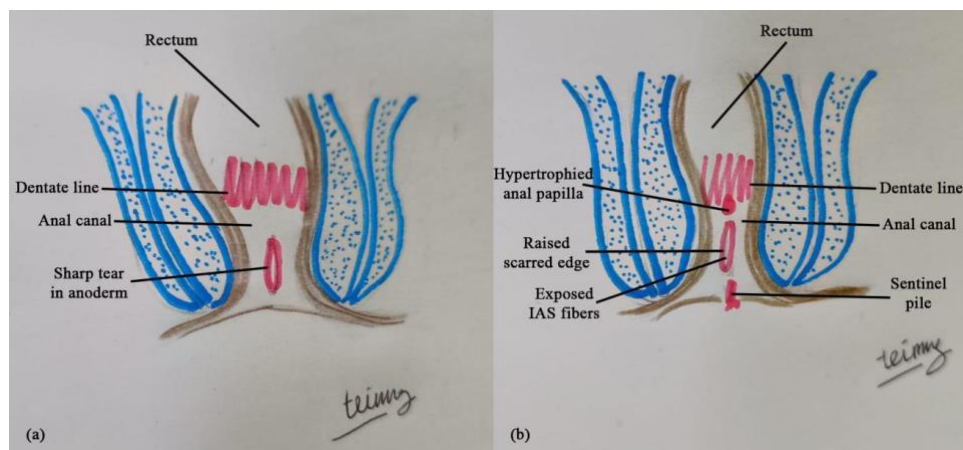 Rectum
Dentate line
Anal canal
Sharp tear
in anoderm
(a)
Rectum
Hypertrophied
anal papilla
Dentate line
Anal canal
Raised
scarred edge
Exposed
IAS fibers
Sentinel
pile
(b)